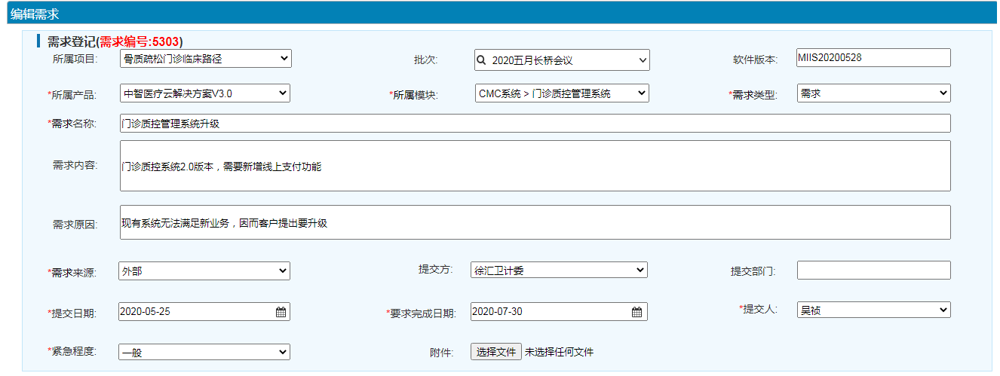 编辑需求
需求登记(需求编号:5303)
所属项目: 骨质疏松门诊临床路径 批次: 2020五月长桥会议 软件版本: MIIS20200528
*所属产品: 中智医疗云解决方案V3.0 *所属模块: CMC系统 > 门诊质控管理系统 *需求类型: 需求
*需求名称: 门诊质控管理系统升级
需求内容: 门诊质控系统2.0版本，需要新增线上支付功能
需求原因: 现有系统无法满足新业务，因而客户提出要升级
*需求来源: 外部 提交方: 徐汇卫计委 提交部门:
*提交日期: 2020-05-25 *要求完成日期: 2020-07-30 *提交人: 吴祯
*紧急程度: 一般 附件: 选择文件 未选择任何文件